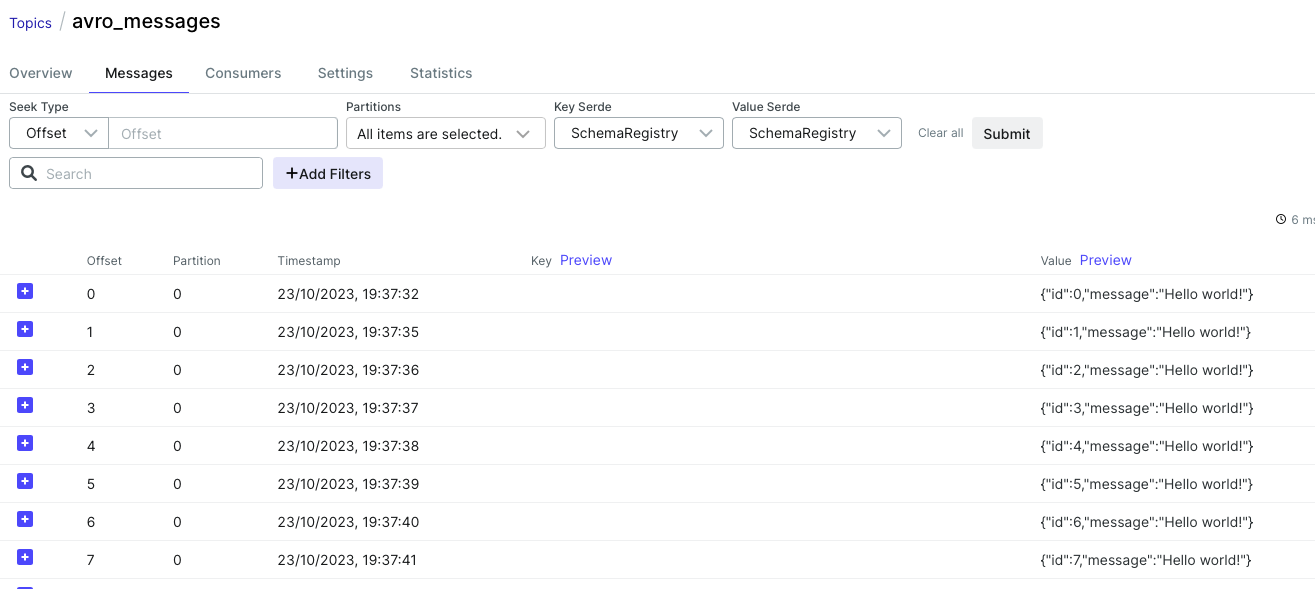 Topics / avro_messages
Overview Messages Consumers Settings Statistics
Seek Type Partitions Key Serde Value Serde
Offset Offset All items are selected. SchemaRegistry SchemaRegistry Clear all Submit
Search +Add Filters
6 ms
Offset Partition Timestamp Key Preview Value Preview
0 0 23/10/2023, 19:37:32 {"id":0,"message":"Hello world!"}
1 0 23/10/2023, 19:37:35 {"id":1,"message":"Hello world!"}
2 0 23/10/2023, 19:37:36 {"id":2,"message":"Hello world!"}
3 0 23/10/2023, 19:37:37 {"id":3,"message":"Hello world!"}
4 0 23/10/2023, 19:37:38 {"id":4,"message":"Hello world!"}
5 0 23/10/2023, 19:37:39 {"id":5,"message":"Hello world!"}
6 0 23/10/2023, 19:37:40 {"id":6,"message":"Hello world!"}
7 0 23/10/2023, 19:37:41 {"id":7,"message":"Hello world!"}